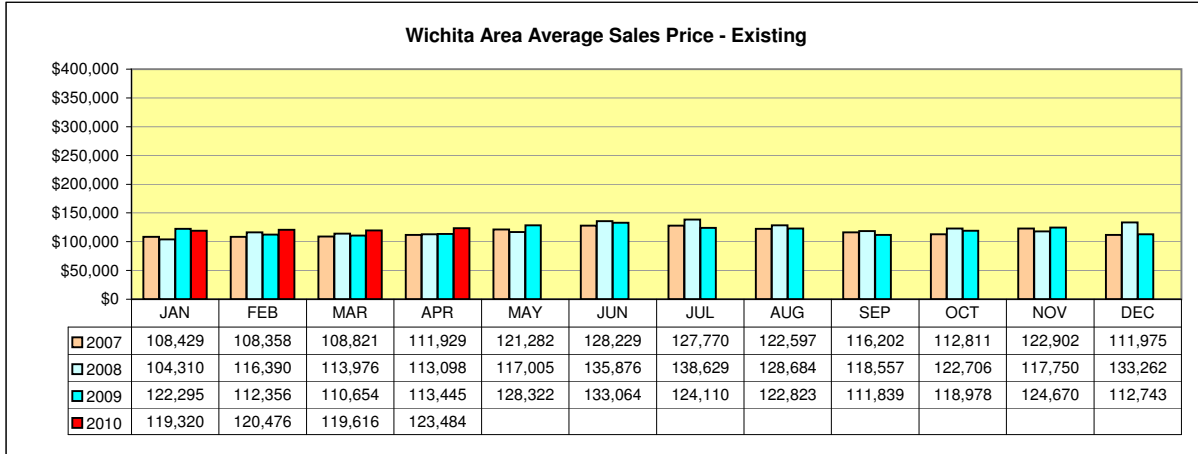 Wichita Area Average Sales Price - Existing
$400,000
$350,000
$300,000
$250,000
$200,000
$150,000
$100,000
$50,000
$0
JAN FEB MAR APR MAY JUN JUL AUG SEP OCT NOV DEC
2007 108,429 108,358 108,821 111,929 121,282 128,229 127,770 122,597 116,202 112,811 122,902 111,975
2008 104,310 116,390 113,976 113,098 117,005 135,876 138,629 128,684 118,557 122,706 117,750 133,262
2009 122,295 112,356 110,654 113,445 128,322 133,064 124,110 122,823 111,839 118,978 124,670 112,743
2010 119,320 120,476 119,616 123,484